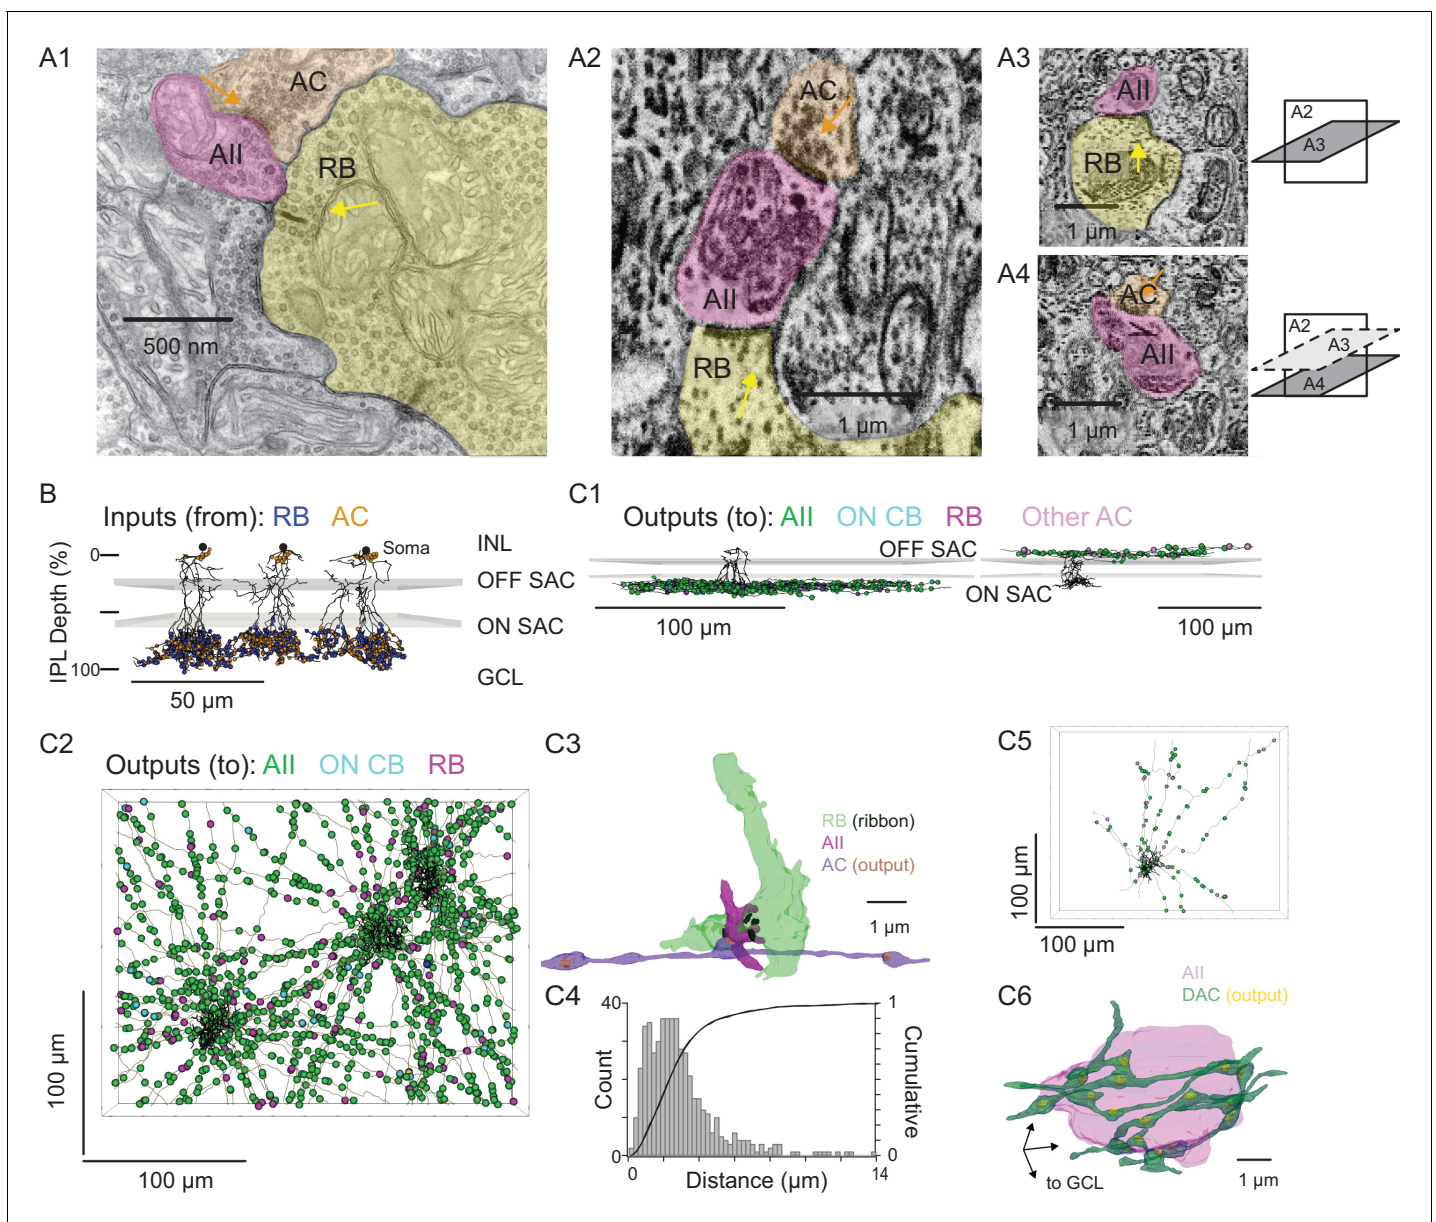 A1
AC
AII
RB
500 nm
A2
AC
AII
RB
1 µm
A3
AII
RB
1 µm
A2
A3
A4
AC
AII
1 µm
A2
A3
A4
B
Inputs (from): RB AC
IPL Depth (%)
0
100
Soma
INL
OFF SAC
ON SAC
GCL
50 µm
C1
Outputs (to): AII ON CB RB Other AC
OFF SAC
ON SAC
100 µm
100 µm
C2
Outputs (to): AII ON CB RB
100 µm
100 µm
C3
RB (ribbon)
AII
AC (output)
1 µm
C4
40
Count
0
0
Distance (µm)
14
1
Cumulative
0
C5
100 µm
100 µm
C6
AII
DAC (output)
to GCL
1 µm